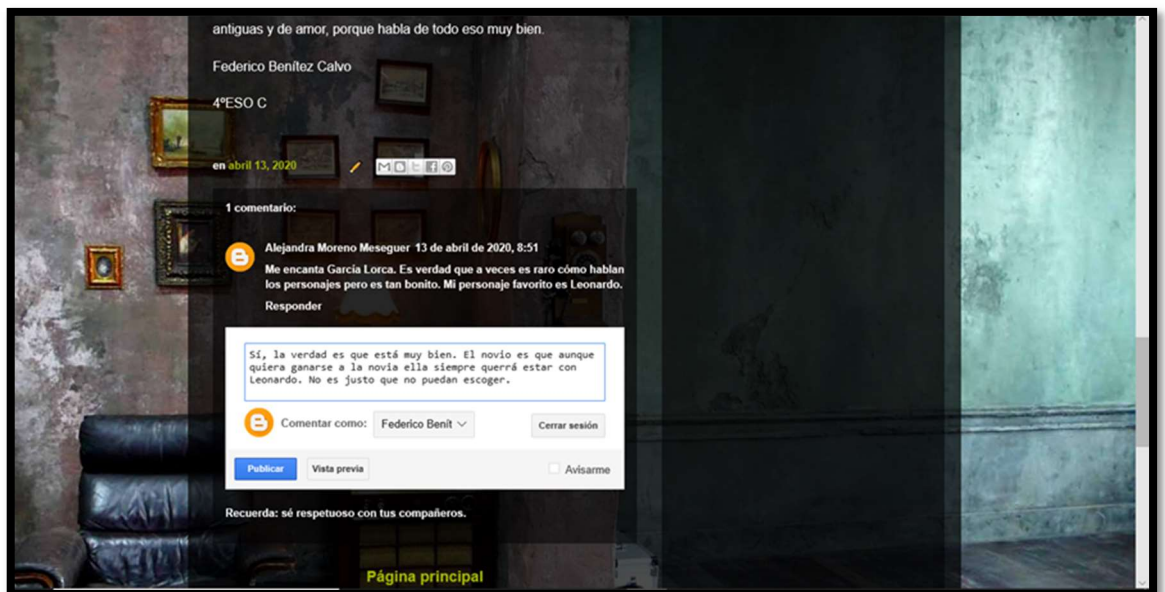 antiguas y de amor, porque habla de todo eso muy bien.
Federico Benítez Calvo
4ºESO C
en abril 13, 2020
1 comentario:
Alejandra Moreno Meseguer 13 de abril de 2020, 8:51
Me encanta García Lorca. Es verdad que a veces es raro cómo hablan
los personajes pero es tan bonito. Mi personaje favorito es Leonardo.
Responder
Sí, la verdad es que está muy bien. El novio es que aunque
quiera ganarse a la novia ella siempre querrá estar con
Leonardo. No es justo que no puedan escoger.
Comentar como: Federico Benít
Cerrar sesión
Publicar
Vista previa
Avisarme
Recuerda: sé respetuoso con tus compañeros.
Página principal